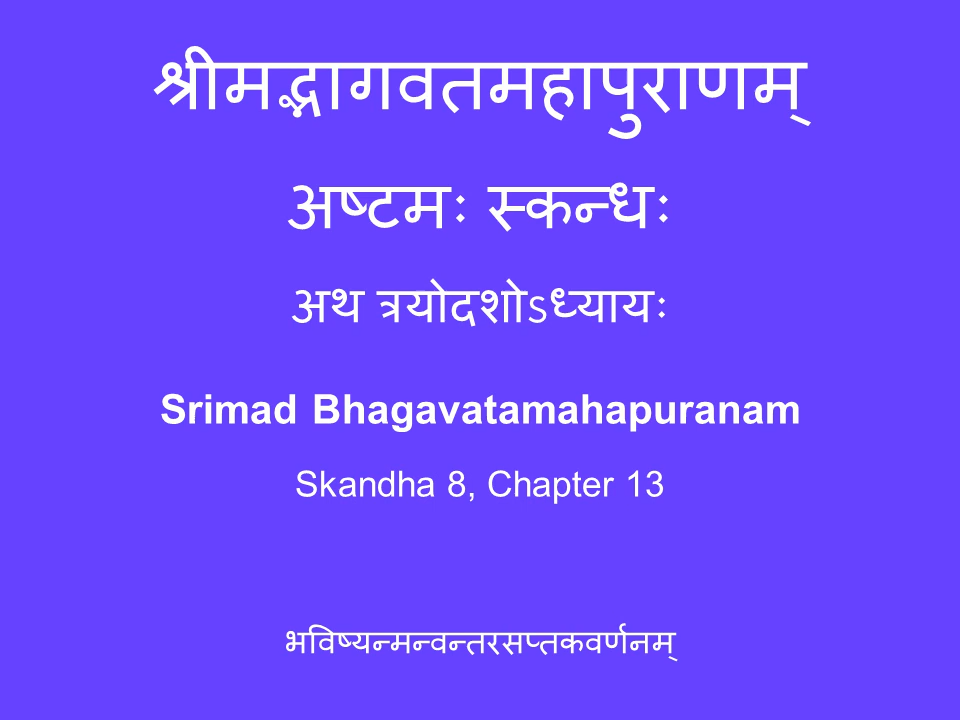 श्रीमद्भागवतमहापुराणम्
अष्टमः स्कन्धः
अथ त्रयोदशोऽध्यायः
Srimad Bhagavatamahapuranam
Skandha 8, Chapter 13
भविष्यन्मन्वन्तरसप्तकवर्णनम्